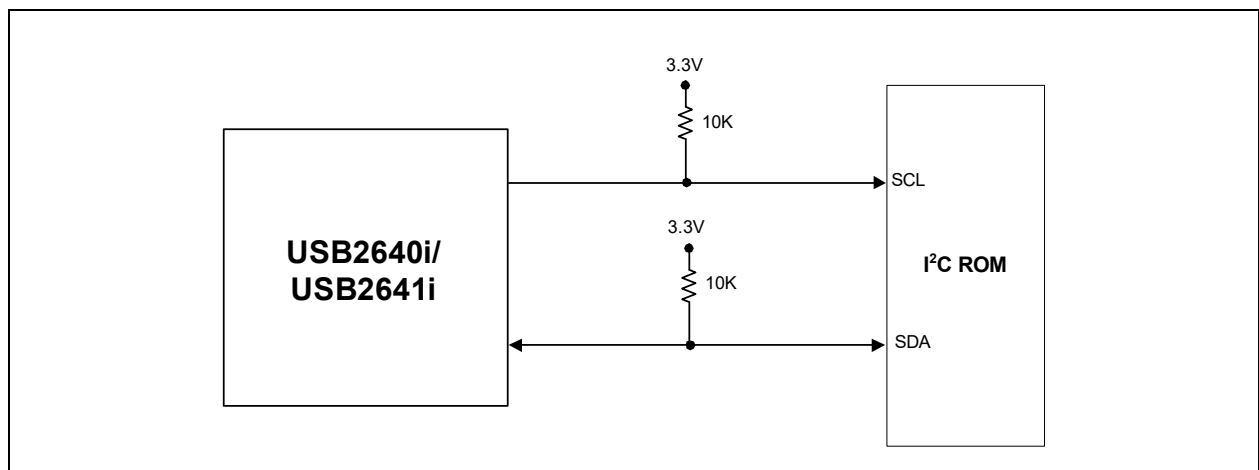 3.3V
10K
SCL
3.3V
USB2640i/
USB2641i
I²C ROM
10K
SDA